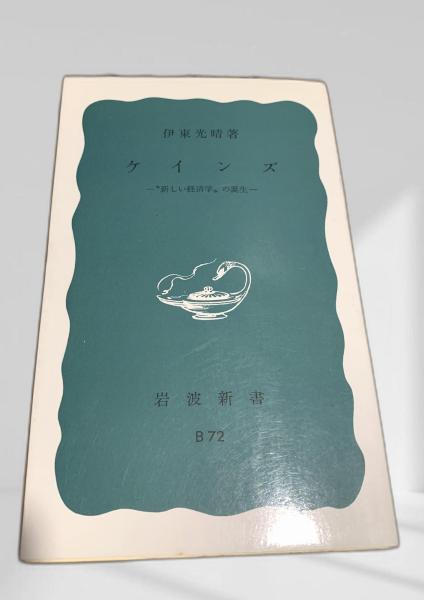 伊東光晴著
ケインズ
―〝新しい経済学〟の誕生―
岩波新書
B72